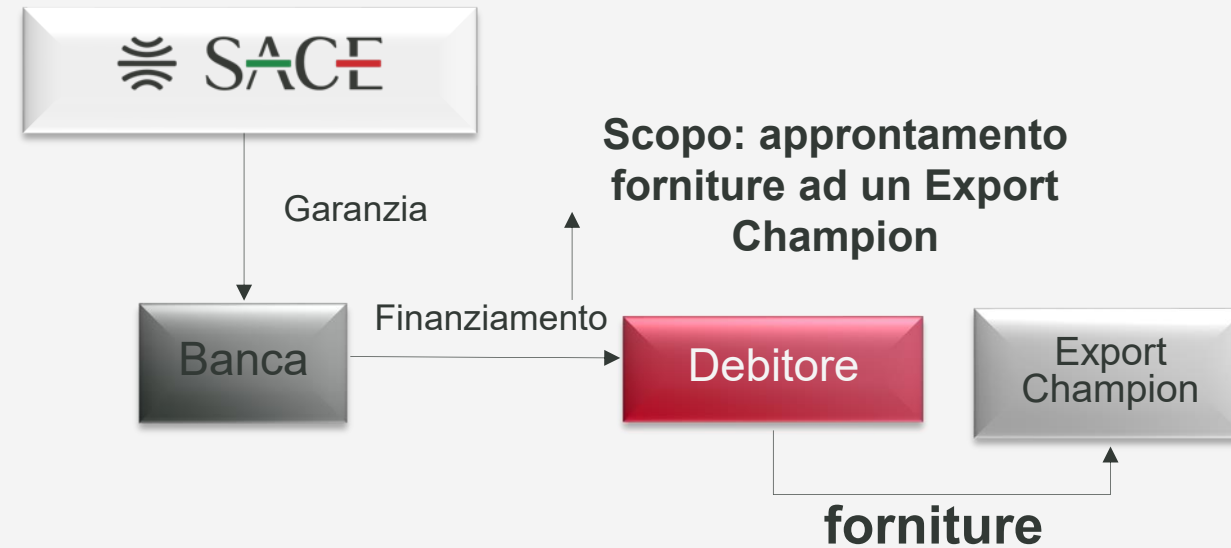 SACE
Garanzia
Scopo: approntamento
forniture ad un Export
Champion
Finanziamento
Banca
Debitore
Export
Champion
forniture